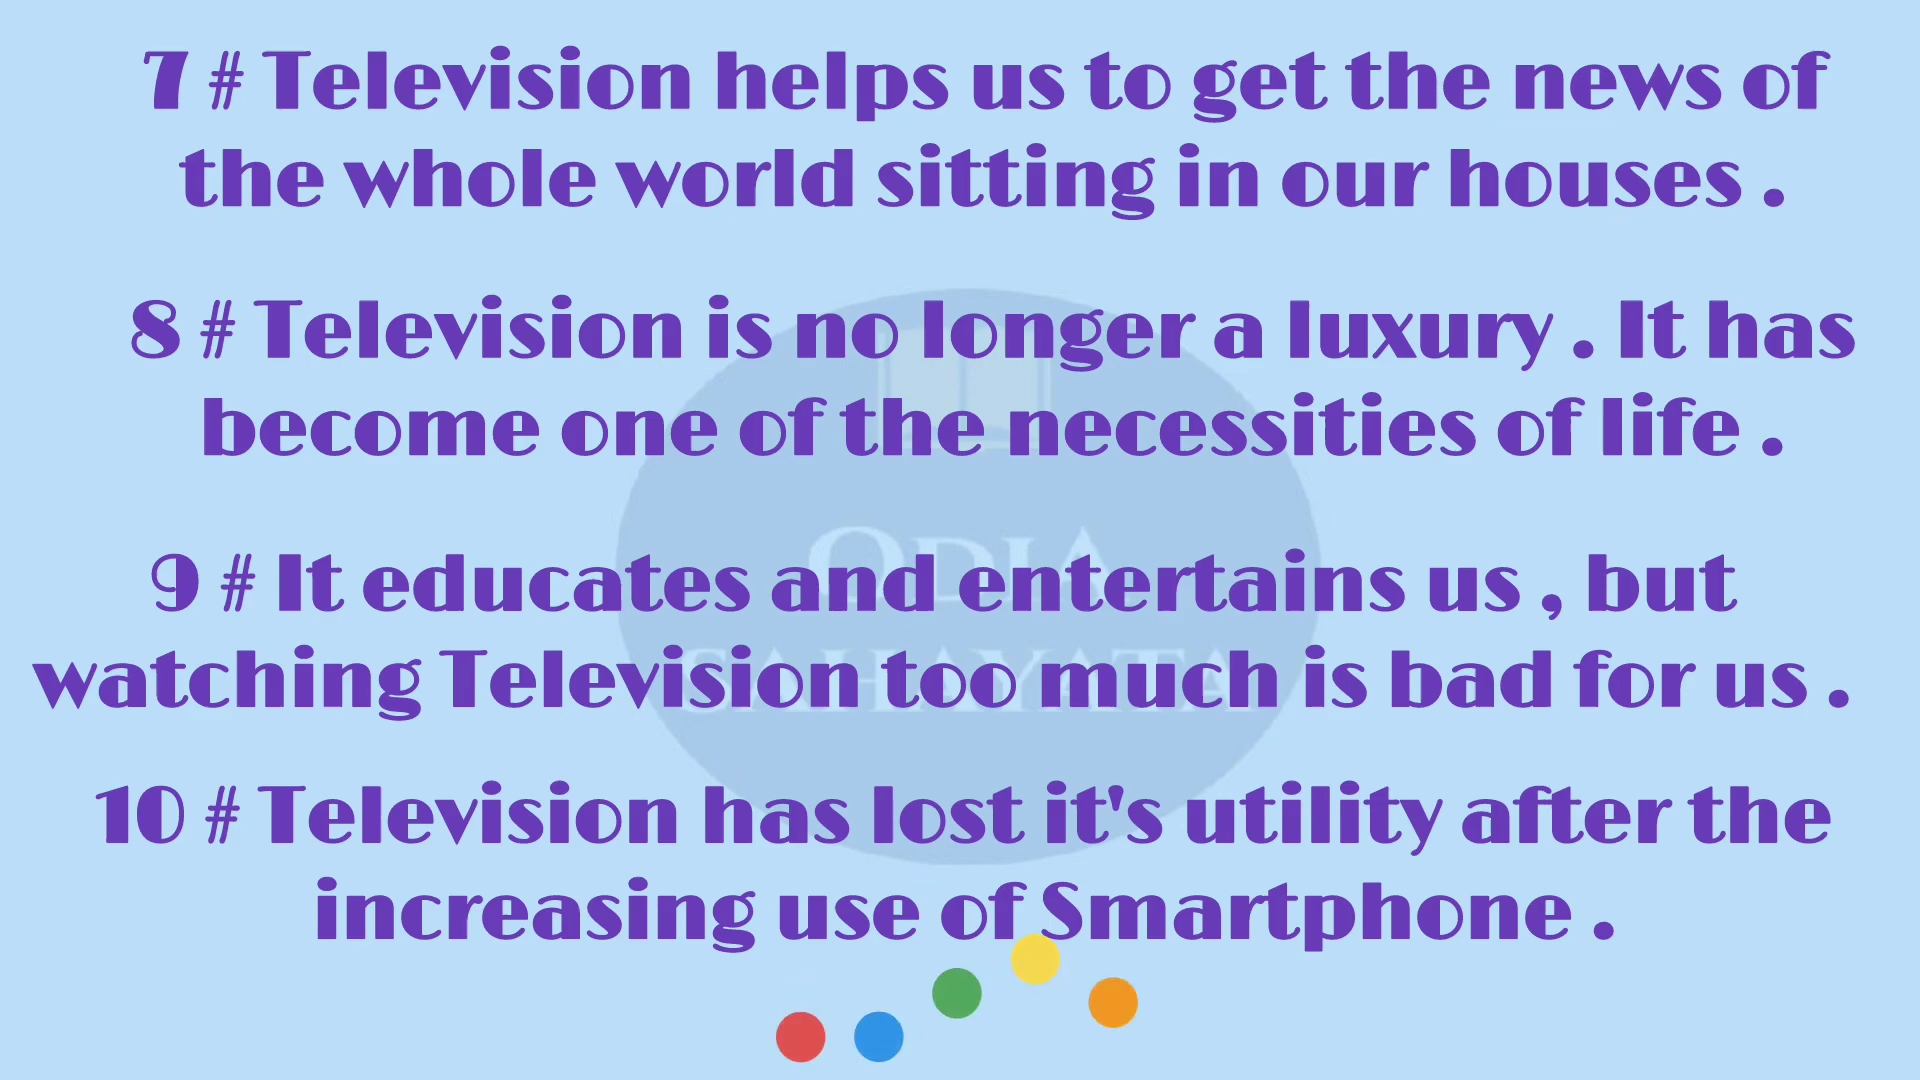 7 # Television helps us to get the news of
the whole world sitting in our houses .
8 # Television is no longer a luxury . It has
become one of the necessities of life .
9 # It educates and entertains us , but
watching Television too much is bad for us .
10 # Television has lost it's utility after the
increasing use of Smartphone .
ODIA
SAHAYATA